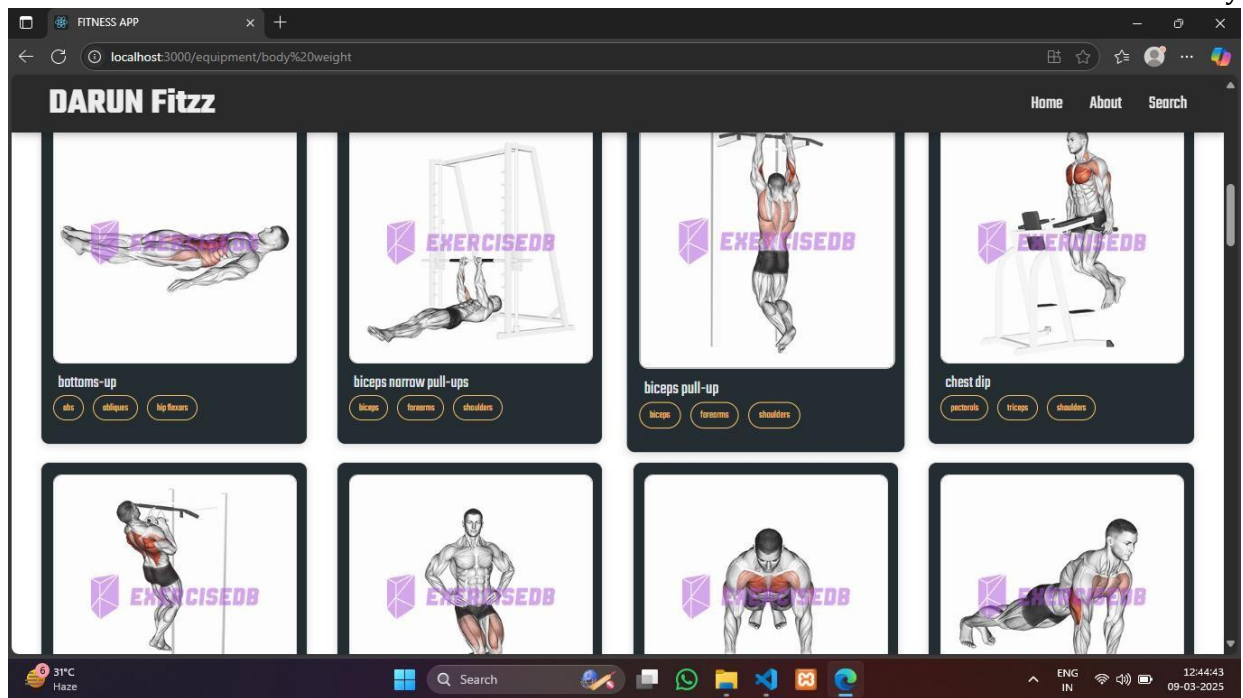 FITNESS APP
localhost:3000/equipment/body%20weight
DARUN Fitzz
Home About Search
EXERCISEDB EXERCISEDB EXERCISEDB EXERCISEDB
bottoms-up biceps narrow pull-ups biceps pull-up chest dip
abs obliques hip flexors biceps forearms shoulders biceps forearms shoulders pectorals triceps shoulders
EXERCISEDB EXERCISEDB EXERCISEDB EXERCISEDB
6 31°C
Haze
Search
ENG
IN
12:44:43
09-03-2025